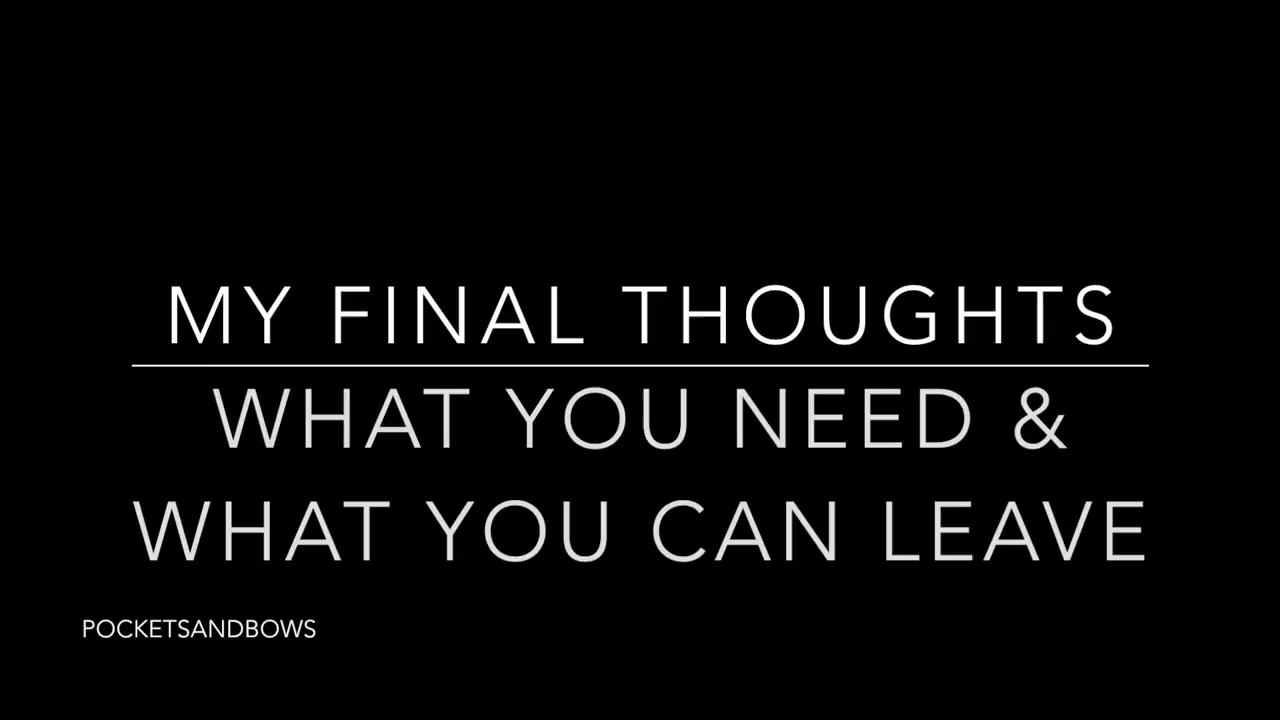 MY FINAL THOUGHTS
WHAT YOU NEED &
WHAT YOU CAN LEAVE
POCKETSANDBOWS